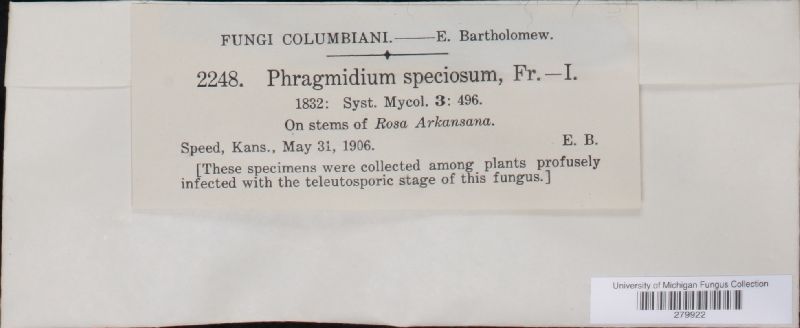 FUNGI COLUMBIANI.——E. Bartholomew.
2248. Phragmidium speciosum, Fr.—I.
1832: Syst. Mycol. 3: 496.
On stems of Rosa Arkansana.
Speed, Kans., May 31, 1906. E. B.
[These specimens were collected among plants profusely
infected with the teleutosporic stage of this fungus.]
University of Michigan Fungus Collection
279922